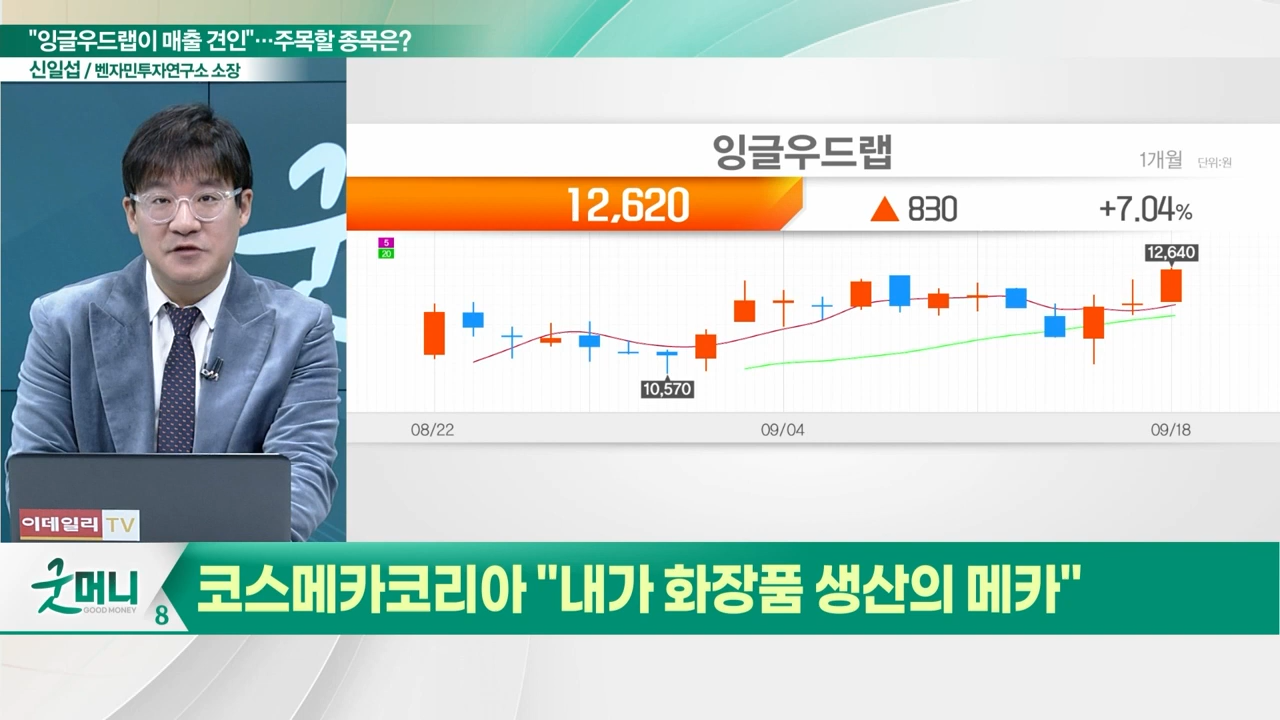 "잉글우드랩이 매출 견인"…주목할 종목은?
신일섭 / 벤자민투자연구소 소장
잉글우드랩
1개월 단위:원
12,620 ▲ 830 +7.04%
5
20
12,640
10,570
08/22 09/04 09/18
이데일리TV
굿머니
GOOD MONEY
8
코스메카코리아 "내가 화장품 생산의 메카"